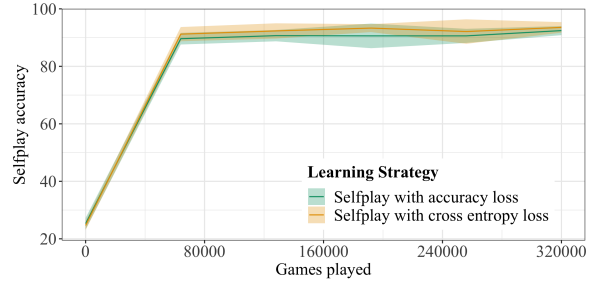 100
80
60
40
20
Selfplay accuracy
Learning Strategy
Selfplay with accuracy loss
Selfplay with cross entropy loss
0 80000 160000 240000 320000
Games played